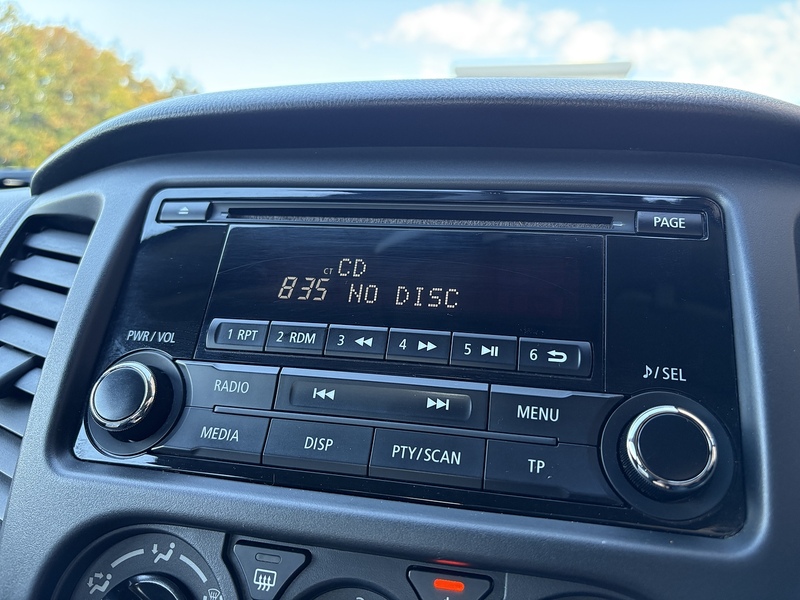 PAGE
CT CD
835 NO DISC
1 RPT 2 RDM 3 4 5 6
PWR/VOL
♪/SEL
RADIO MENU
MEDIA DISP PTY/SCAN TP